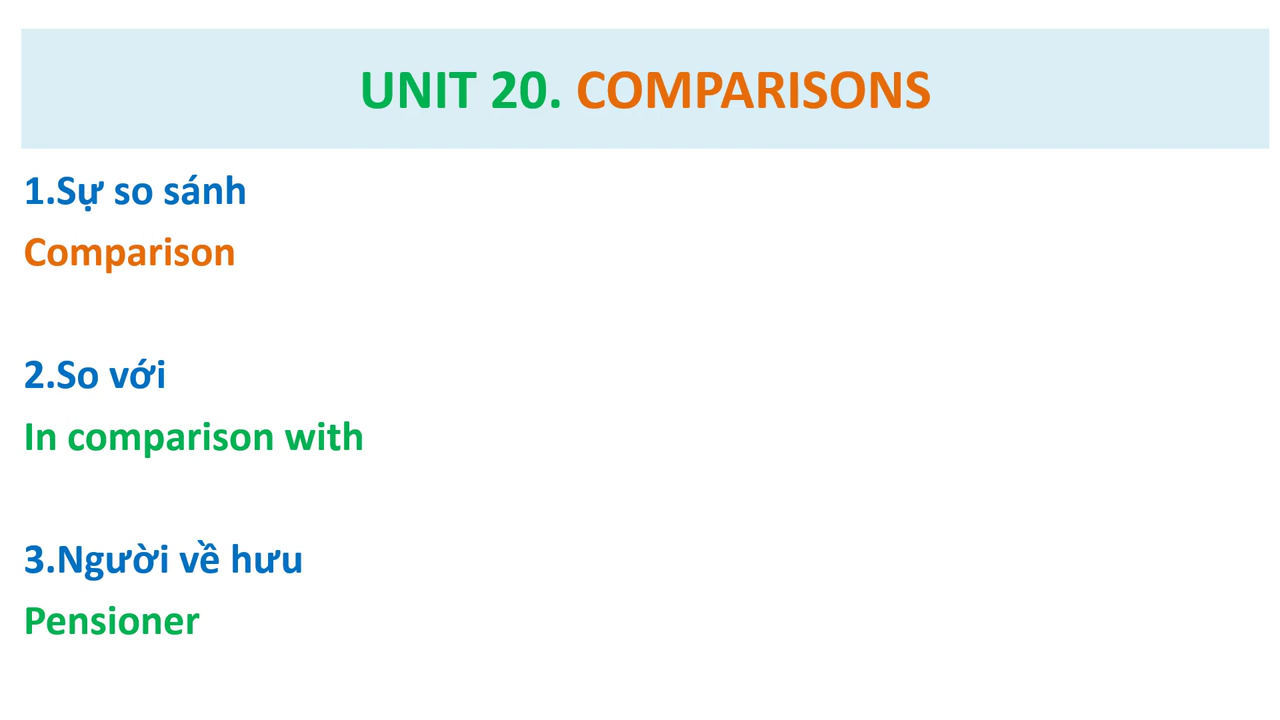 UNIT 20. COMPARISONS
1.Sự so sánh
Comparison
2.So với
In comparison with
3.Người về hưu
Pensioner